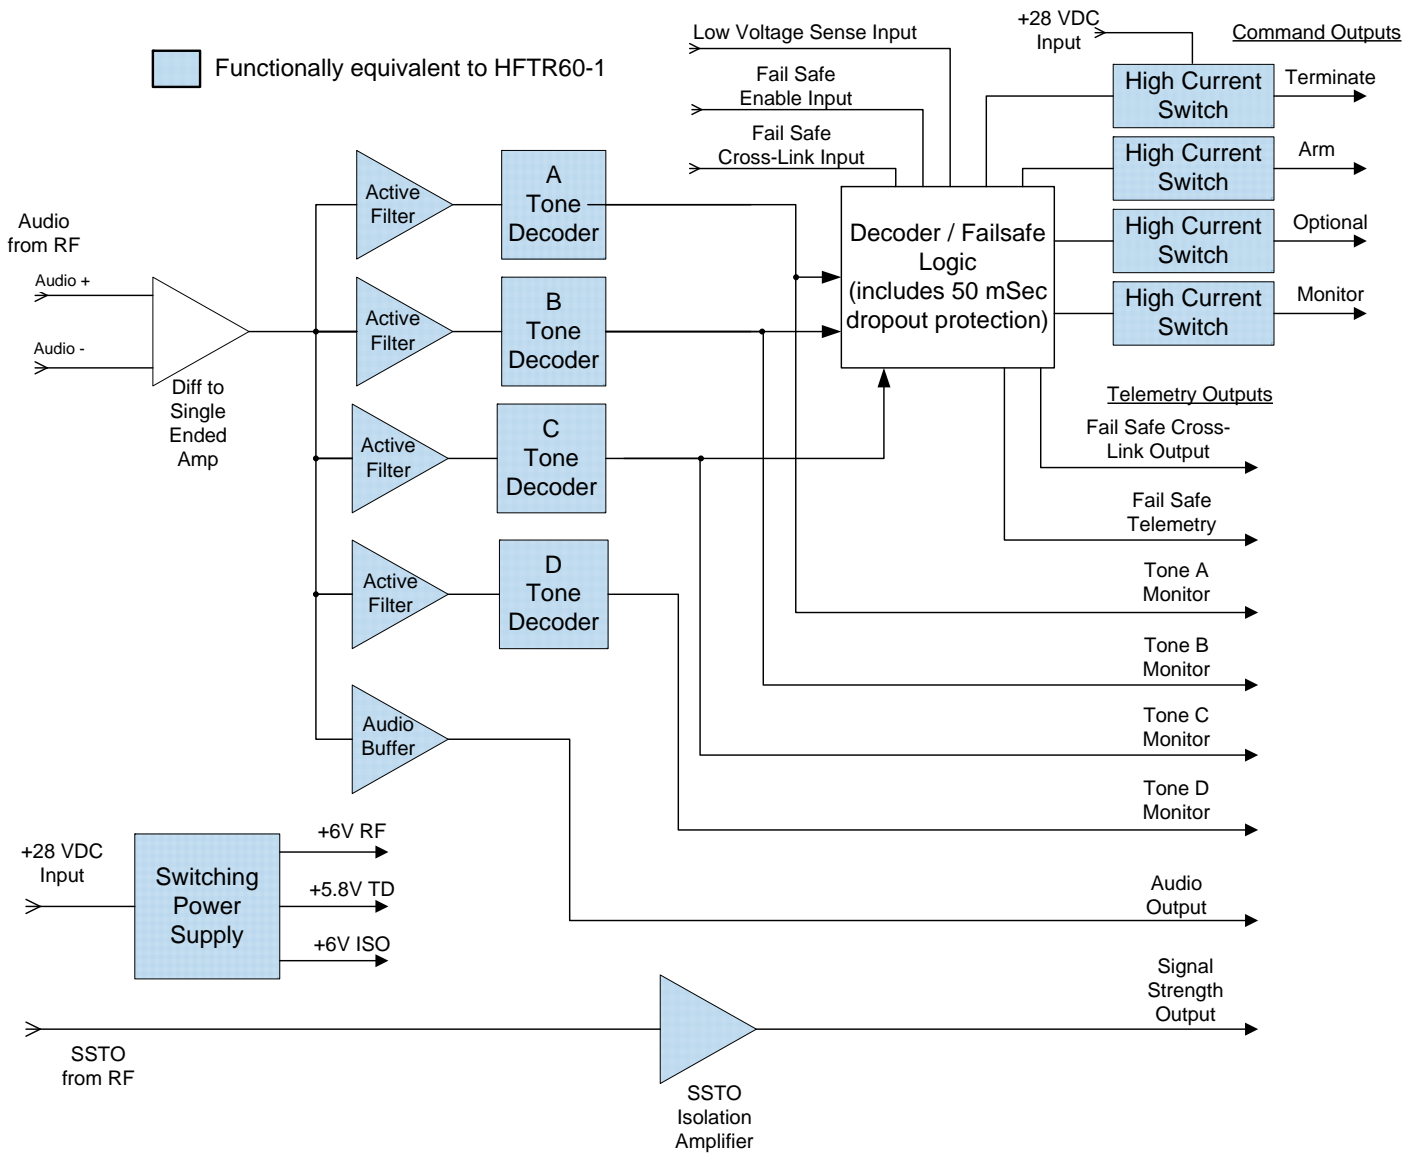 Functionally equivalent to HFTR60-1
Low Voltage Sense Input
Fail Safe
Enable Input
Fail Safe
Cross-Link Input
+28 VDC
Input
Command Outputs
High Current
Switch
Terminate
High Current
Switch
Arm
High Current
Switch
Optional
High Current
Switch
Monitor
Audio
from RF
Audio +
Audio -
Diff to
Single
Ended
Amp
Active
Filter
A
Tone
Decoder
Active
Filter
B
Tone
Decoder
Active
Filter
C
Tone
Decoder
Active
Filter
D
Tone
Decoder
Audio
Buffer
Decoder / Failsafe
Logic
(includes 50 mSec
dropout protection)
Telemetry Outputs
Fail Safe Cross-
Link Output
Fail Safe
Telemetry
Tone A
Monitor
Tone B
Monitor
Tone C
Monitor
Tone D
Monitor
Audio
Output
Signal
Strength
Output
+28 VDC
Input
Switching
Power
Supply
+6V RF
+5.8V TD
+6V ISO
SSTO
from RF
SSTO
Isolation
Amplifier